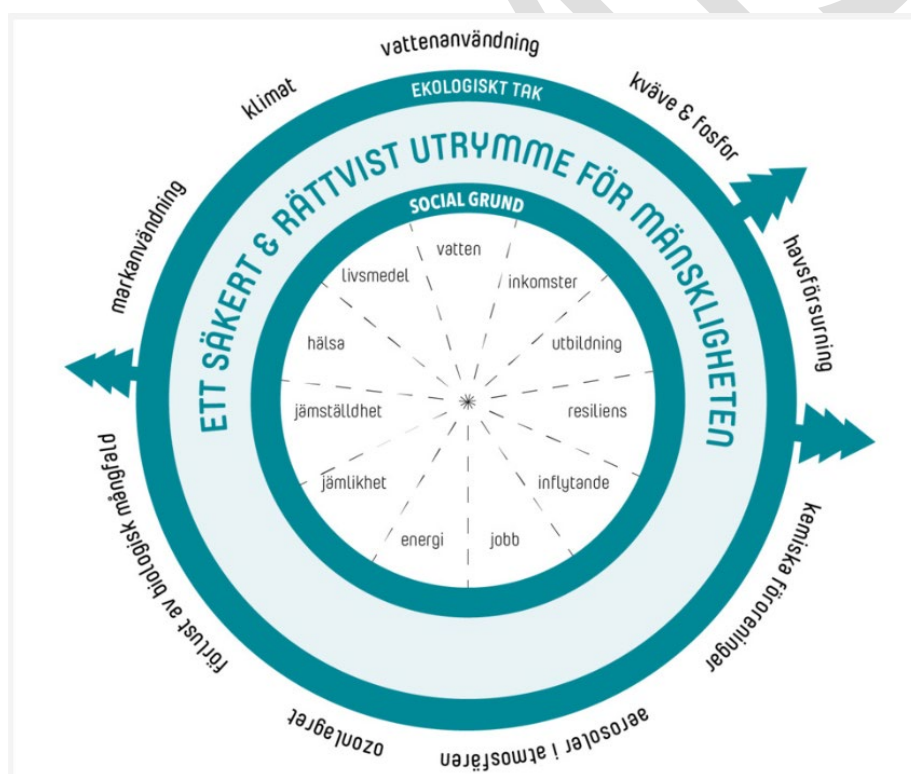 vattenanvändning
kväve & fosfor
havsförsurning
kemiska föroreningar
aerosoler i atmosfären
ozonlagret
förlust av biologisk mångfald
markanvändning
klimat
EKOLOGISKT TAK
ETT SÄKERT & RÄTTVIST UTRYMME FÖR MÄNSKLIGHETEN
SOCIAL GRUND
vatten
inkomster
utbildning
resiliens
inflytande
jobb
energi
jämlikhet
jämställdhet
hälsa
livsmedel